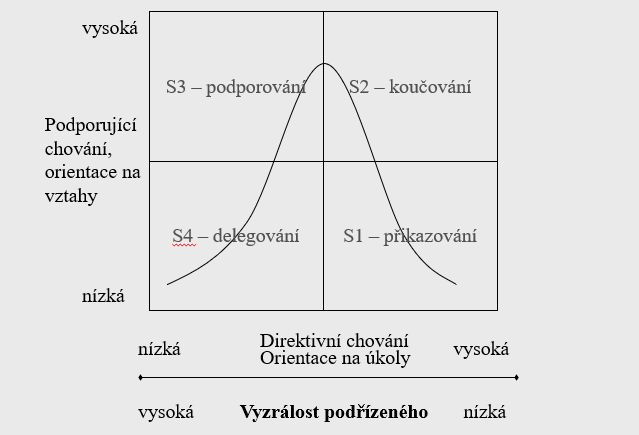 vysoká
S3 – podporování
S2 – koučování
Podporující
chování,
orientace na
vztahy
S4 – delegování
S1 – přikazování
nízká
Direktivní chování
Orientace na úkoly
nízká
vysoká
vysoká
Vyzrálost podřízeného
nízká